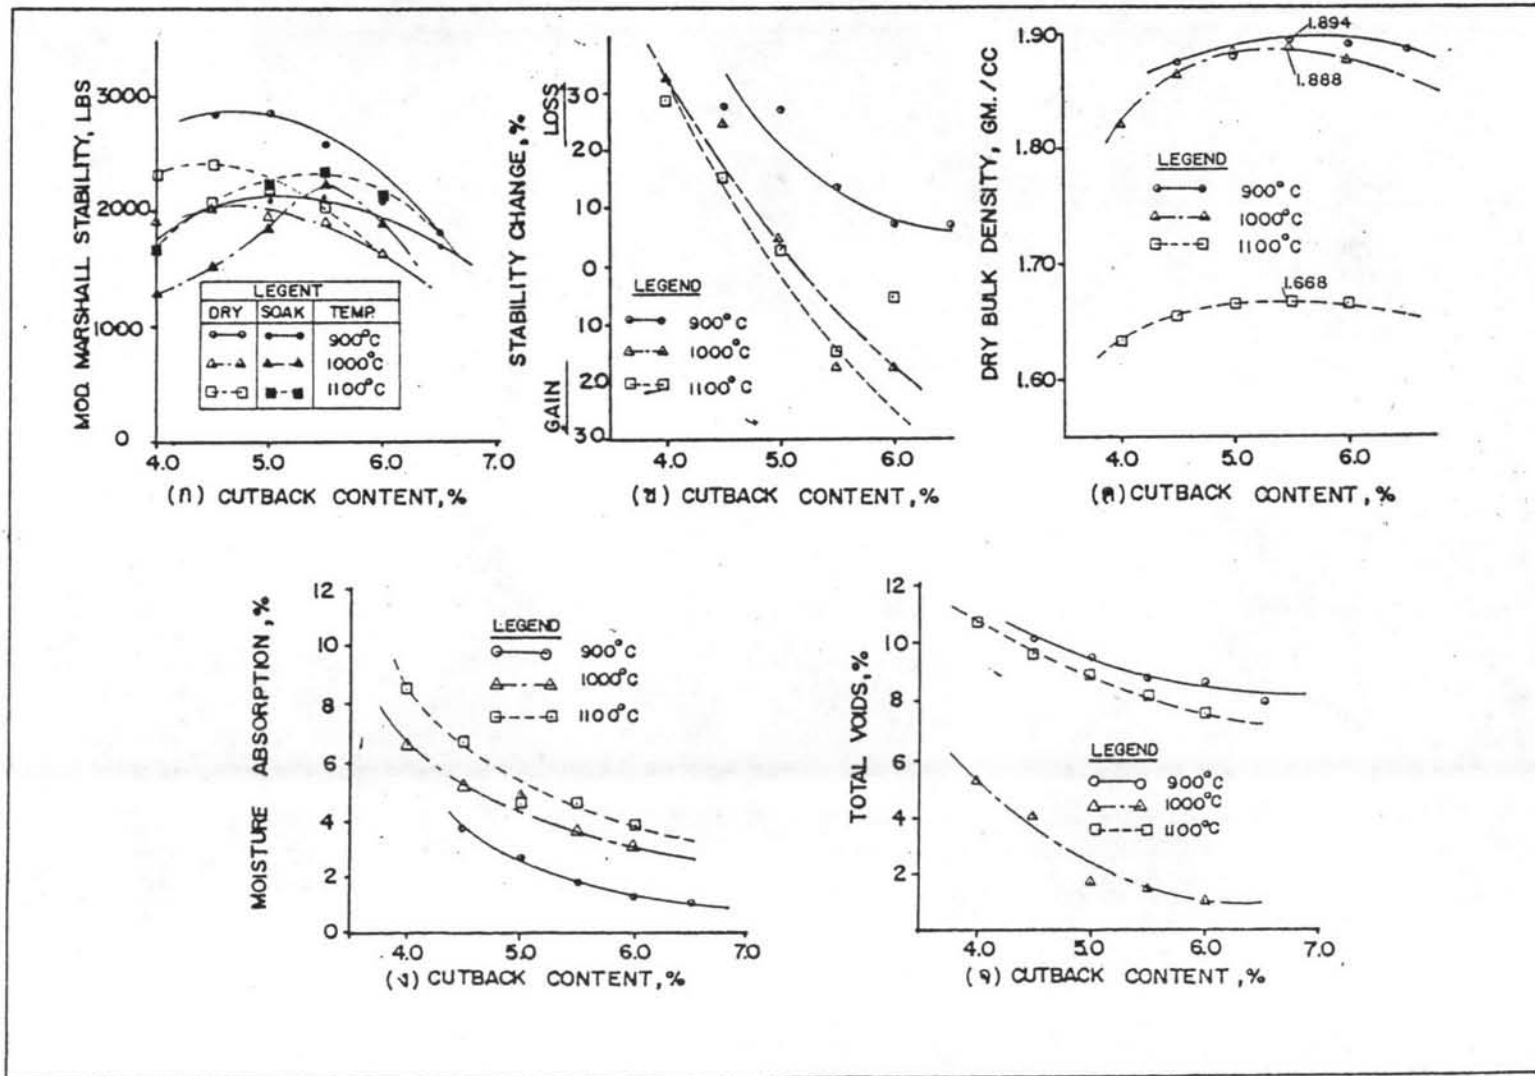 MOD. MARSHALL STABILITY, LBS
3000
2000
1000
0
4.0 5.0 6.0 7.0
LEGENT
DRY SOAK TEMP.
900°C
1000°C
1100°C
(ก) CUTBACK CONTENT,%
STABILITY CHANGE, %
LOSS
GAIN
30
20
10
0
10
20
30
LEGEND
900°C
1000°C
1100°C
4.0 5.0 6.0
(ข) CUTBACK CONTENT,%
DRY BULK DENSITY, GM./CC
1.90
1.80
1.70
1.60
1.894
1.888
LEGEND
900°C
1000°C
1100°C
1.668
4.0 5.0 6.0
(ค) CUTBACK CONTENT,%
MOISTURE ABSORPTION,%
12
10
8
6
4
2
0
LEGEND
900°C
1000°C
1100°C
4.0 5.0 6.0 7.0
(ง) CUTBACK CONTENT,%
TOTAL VOIDS,%
12
10
8
6
4
2
LEGEND
900°C
1000°C
1100°C
4.0 5.0 6.0 7.0
(จ) CUTBACK CONTENT,%